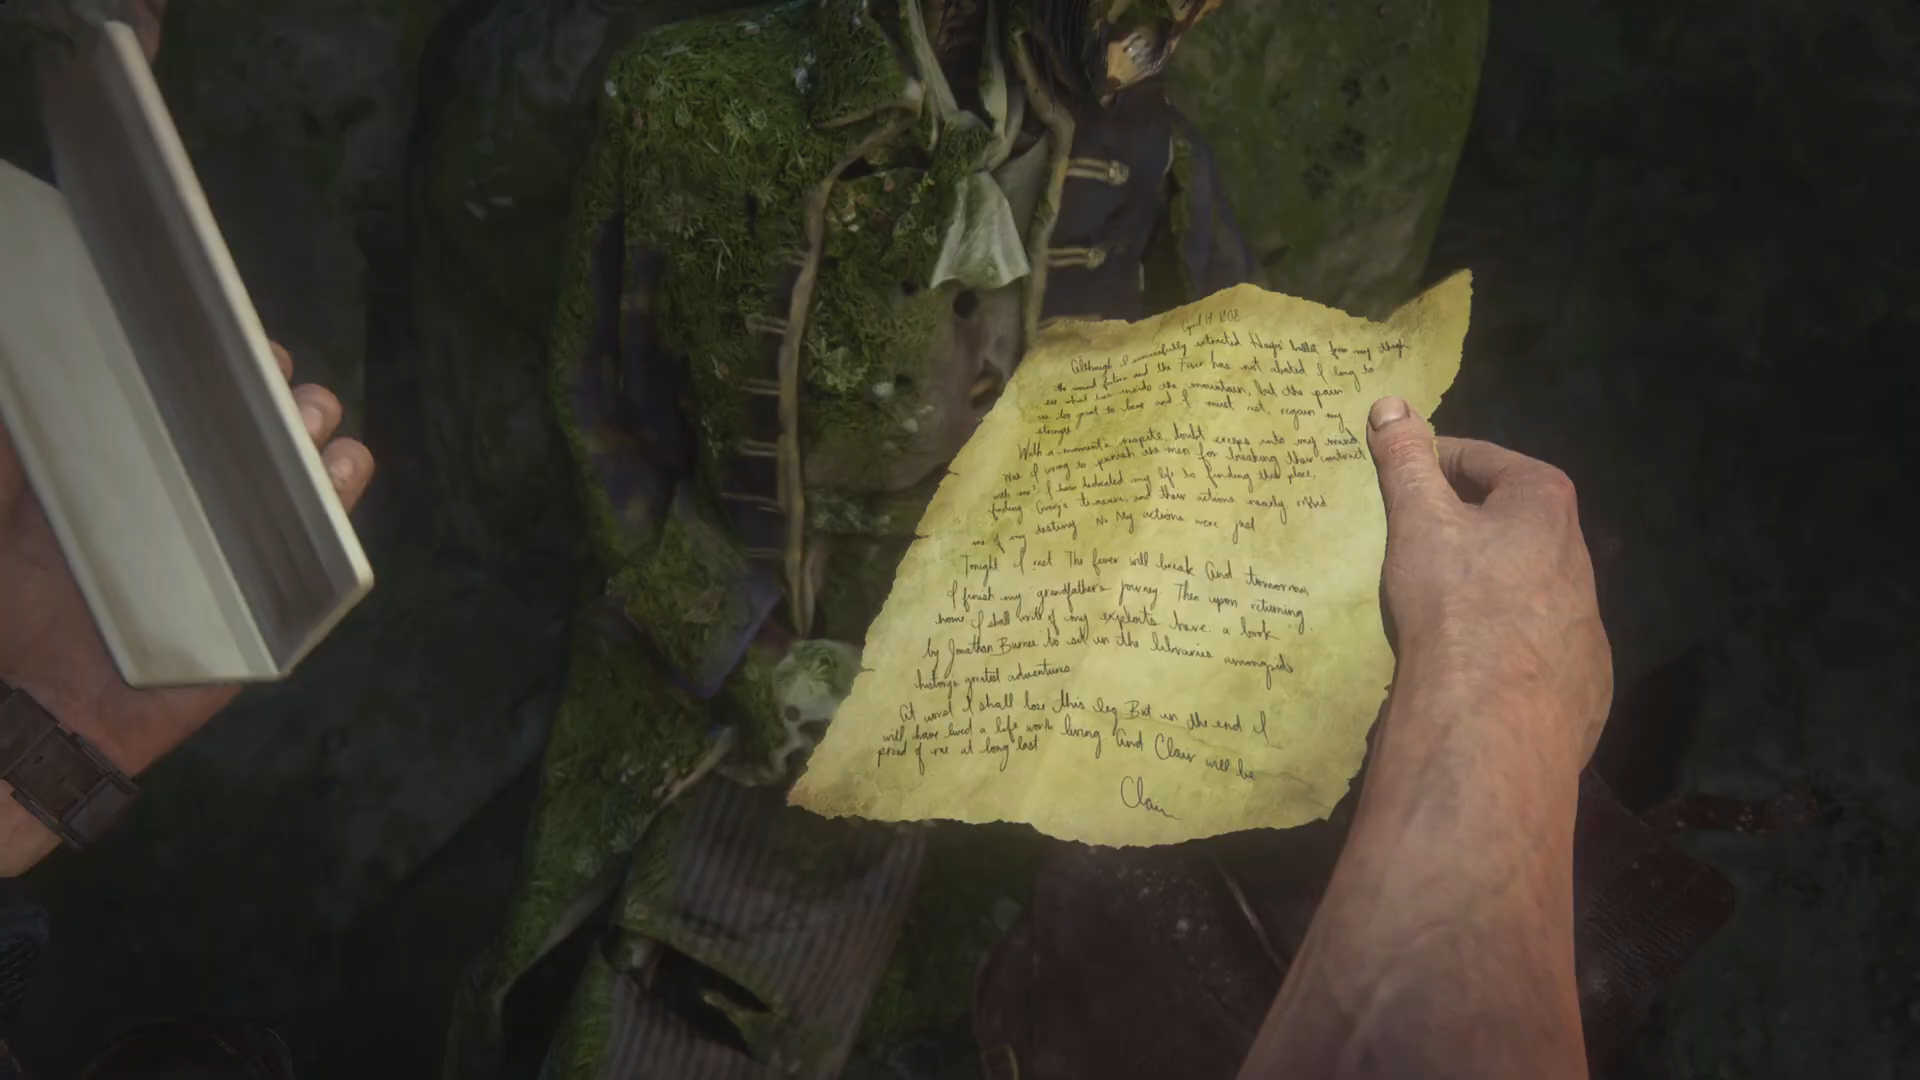 April 19 1808
Although I successfully extracted Hayes' bullet from my thigh
the wound festers and the Fever has not abated I long to
see what lies inside the mountain, but the pain
is too great to bear and I must rest, regain my
strength
With a moment's respite doubt creeps into my mind
Was I wrong to punish the men for breaking their contract
with me? I have dedicated my life to finding this place,
finding Avery's treasure, and their actions nearly robbed
me of my destiny No My actions were just
Tonight I rest The fever will break And tomorrow
I finish my grandfather's journey Then upon returning
home I shall write of my exploits here: a book
by Jonathan Burnes to sit in the libraries amongside
history's greatest adventures
At worst I shall lose this leg But in the end I
will have lived a life worth living And Clair will be
proud of me at long last
Clair